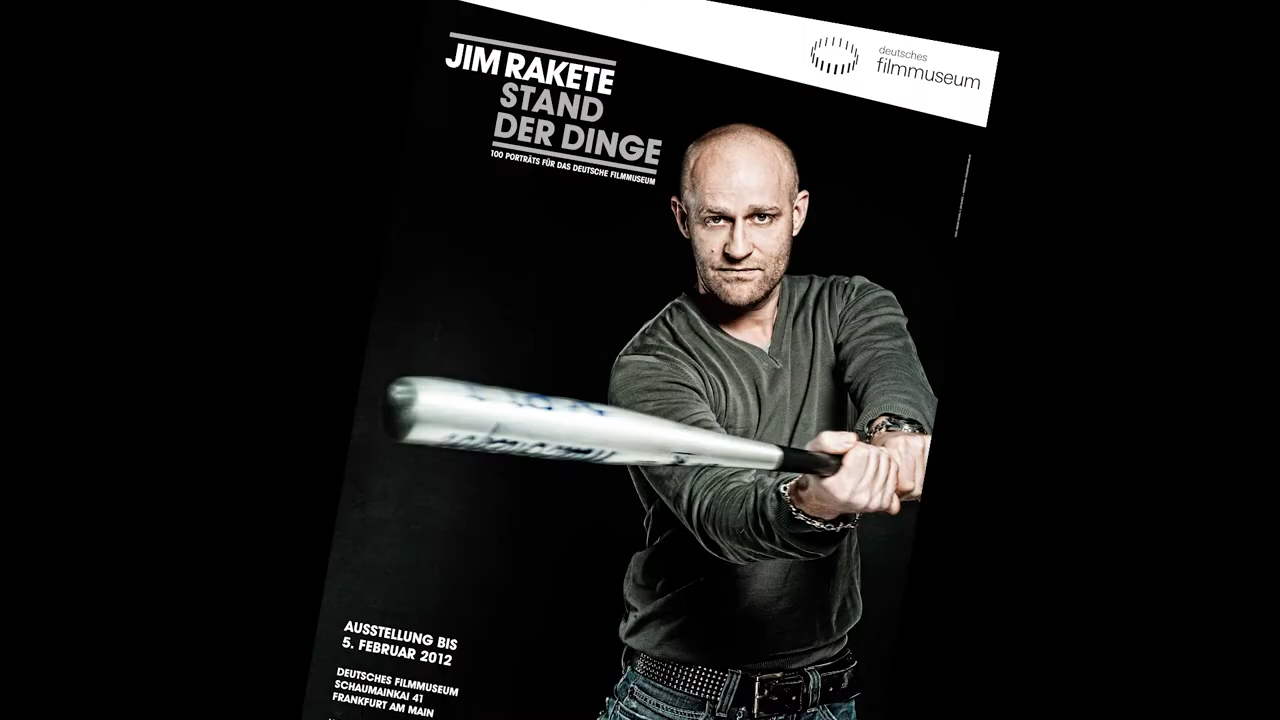 deutsches
filmmuseum
JIM RAKETE
STAND
DER DINGE
100 PORTRÄTS FÜR DAS DEUTSCHE FILMMUSEUM
AUSSTELLUNG BIS
5. FEBRUAR 2012
DEUTSCHES FILMMUSEUM
SCHAUMAINKAI 41
FRANKFURT AM MAIN